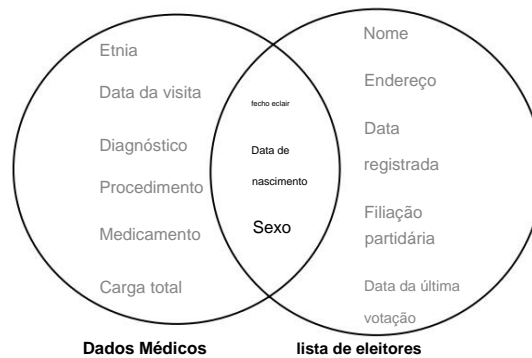 Etnia
Data da visita
Diagnóstico
Procedimento
Medicamento
Carga total
fecho eclair
Data de
nascimento
Sexo
Nome
Endereço
Data
registrada
Filiação
partidária
Data da última
votação
Dados Médicos
lista de eleitores